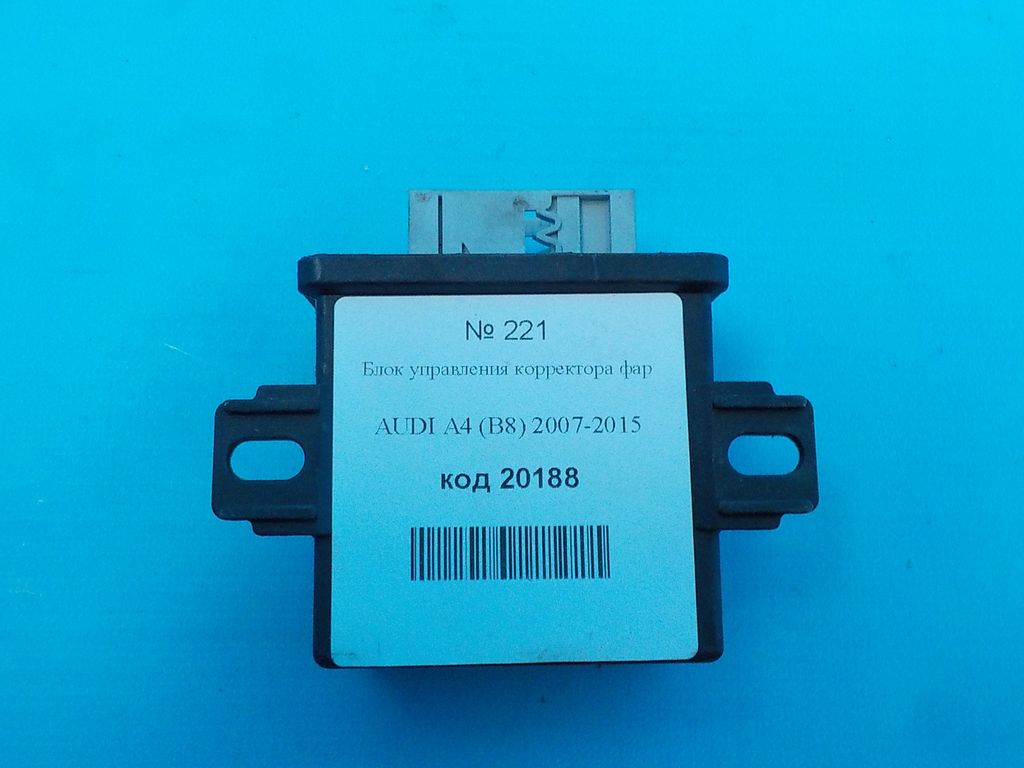 № 221
Блок управления корректора фар
AUDI A4 (B8) 2007-2015
код 20188